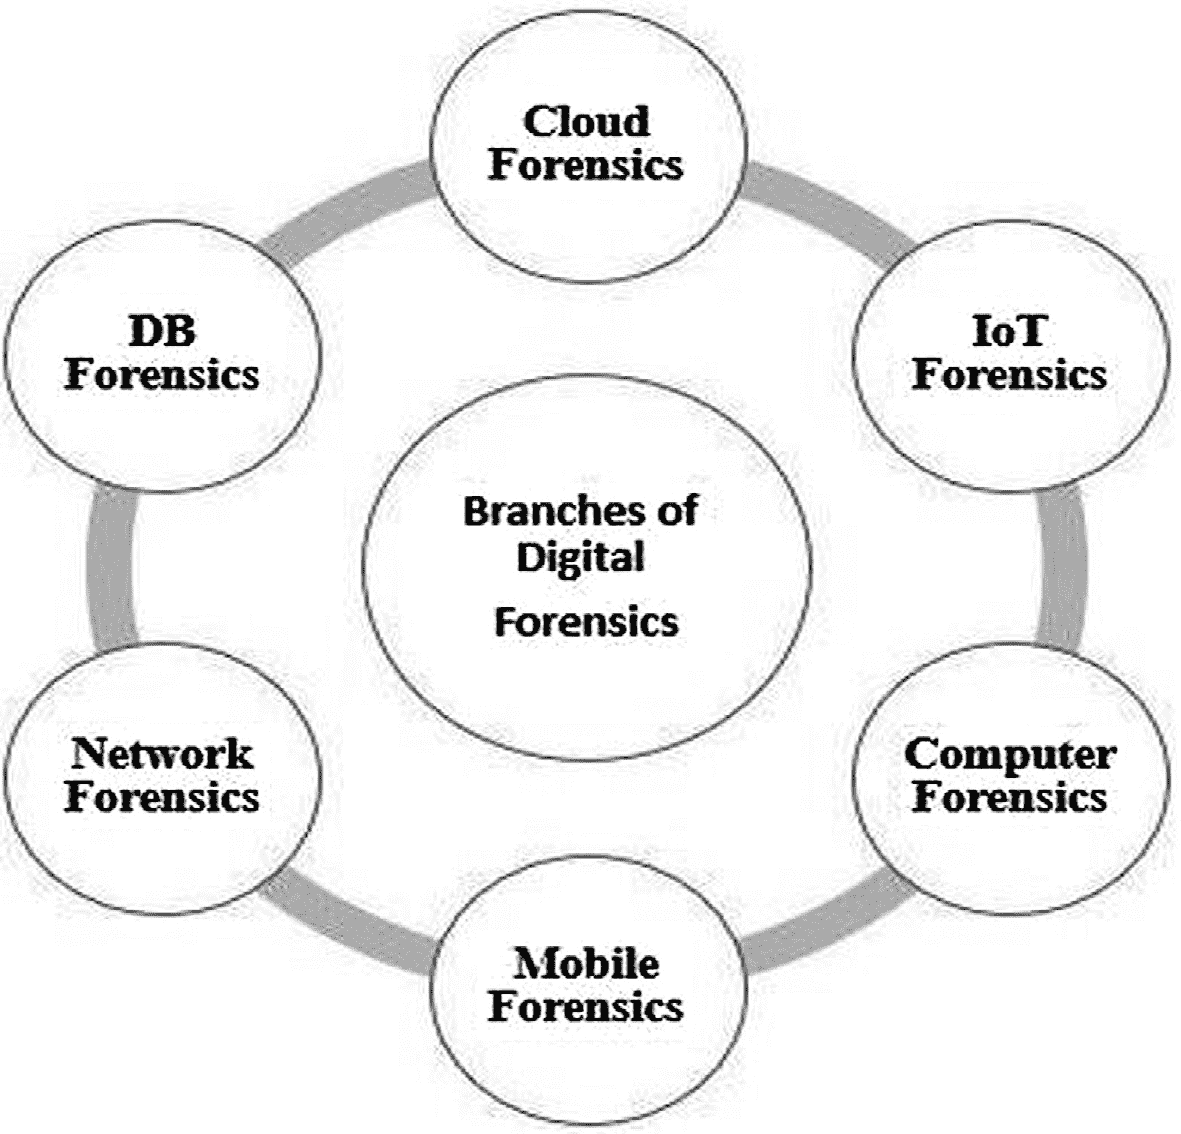 Cloud
Forensics
DB
Forensics
IoT
Forensics
Branches of
Digital
Forensics
Network
Forensics
Computer
Forensics
Mobile
Forensics